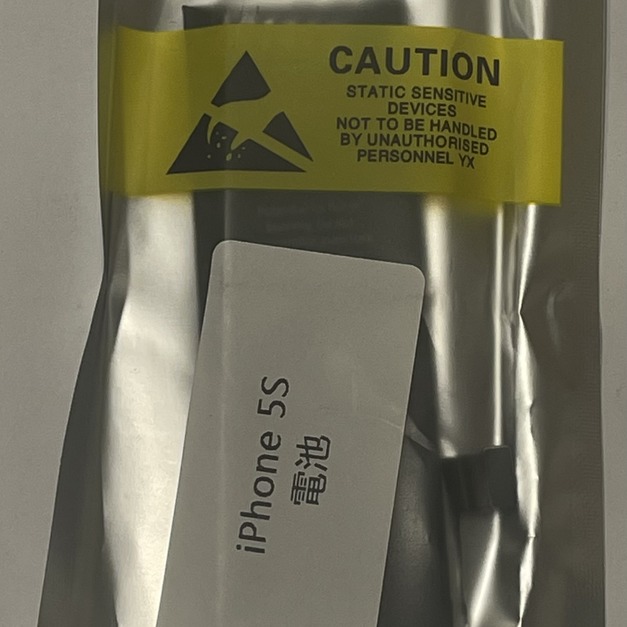 CAUTION
STATIC SENSITIVE
DEVICES
NOT TO BE HANDLED
BY UNAUTHORISED
PERSONNEL YX
iPhone 5S
電池